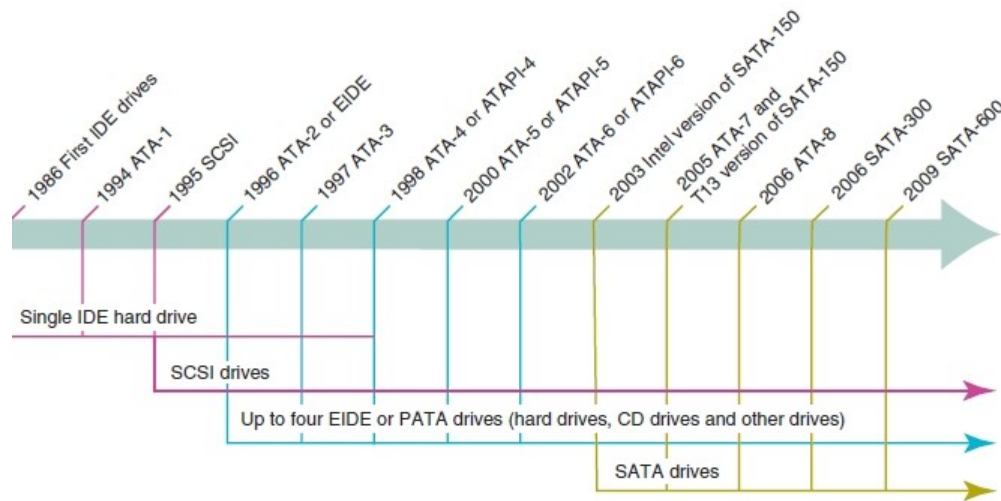 1986 First IDE drives
1994 ATA-1
1995 SCSI
1996 ATA-2 or EIDE
1997 ATA-3
1998 ATA-4 or ATAPI-4
2000 ATA-5 or ATAPI-5
2002 ATA-6 or ATAPI-6
2003 Intel version of SATA-150
2005 ATA-7 and
T13 version of SATA-150
2006 ATA-8
2006 SATA-300
2009 SATA-600
Single IDE hard drive
SCSI drives
Up to four EIDE or PATA drives (hard drives, CD drives and other drives)
SATA drives